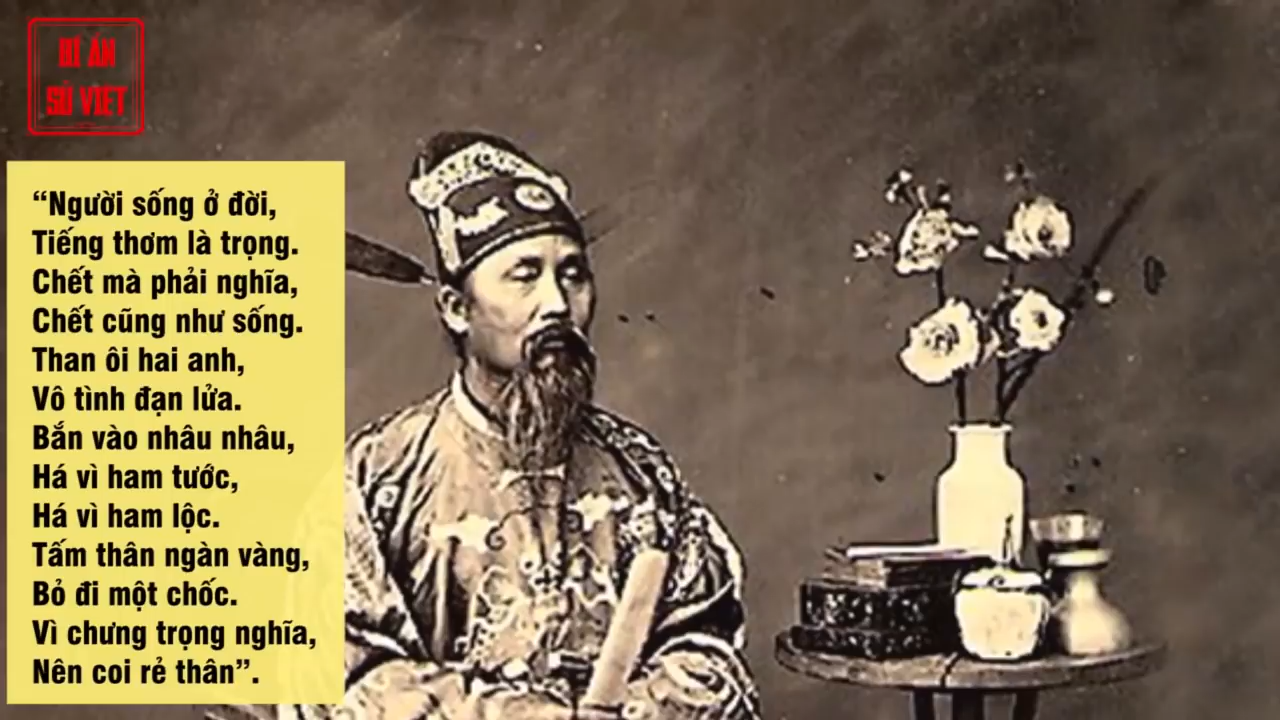 BÍ ẨN
SỬ VIỆT
“Người sống ở đời,
Tiếng thơm là trọng.
Chết mà phải nghĩa,
Chết cũng như sống.
Than ôi hai anh,
Vô tình đạn lửa.
Bắn vào nhâu nhâu,
Há vì ham tước,
Há vì ham lộc.
Tấm thân ngàn vàng,
Bỏ đi một chốc.
Vì chưng trọng nghĩa,
Nên coi rẻ thân”.